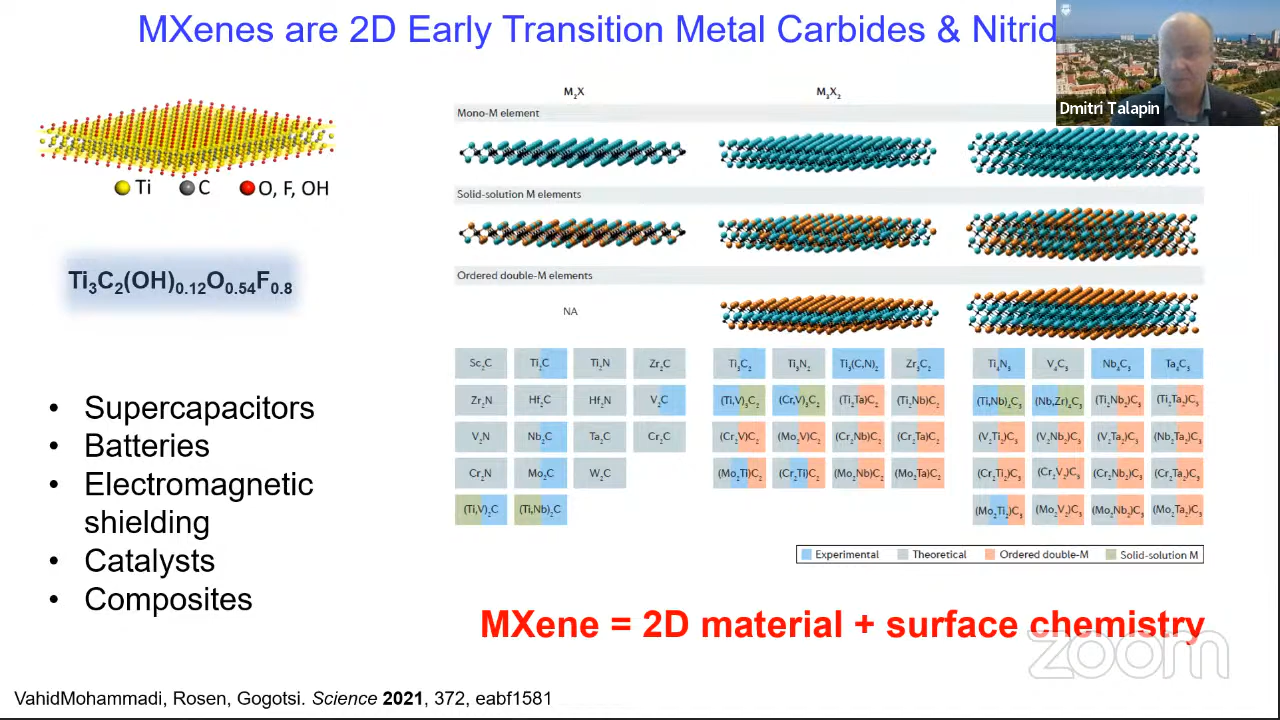 MXenes are 2D Early Transition Metal Carbides & Nitrid
Dmitri Talapin
Ti C O, F, OH
Ti₃C₂(OH)₀.₁₂O₀.₅₄F₀.₈
• Supercapacitors
• Batteries
• Electromagnetic
shielding
• Catalysts
• Composites
M₂X M₃X₂
Mono-M element
Solid-solution M elements
Ordered double-M elements
NA
Sc₂C Ti₂C Ti₂N Zr₂C Ti₃C₂ Ti₃N₂ Ti₃(C,N)₂ Zr₃C₂ Ti₄N₃ V₄C₃ Nb₄C₃ Ta₄C₃
Zr₂N Hf₂C Hf₂N V₂C (Ti,V)₃C₂ (Cr,V)₃C₂ (Ti₂Ta)C₂ (Ti₂Nb)C₂ (Ti,Nb)₄C₃ (Nb,Zr)₄C₃ (Ti₂Nb₂)C₃ (Ti₂Ta₂)C₃
V₂N Nb₂C Ta₂C Cr₂C (Cr₂V)C₂ (Mo₂V)C₂ (Cr₂Nb)C₂ (Cr₂Ta)C₂ (V₂Ti₂)C₃ (V₂Nb₂)C₃ (V₂Ta₂)C₃ (Nb₂Ta₂)C₃
Cr₂N Mo₂C W₂C (Mo₂Ti)C₂ (Cr₂Ti)C₂ (Mo₂Nb)C₂ (Mo₂Ta)C₂ (Cr₂Ti₂)C₃ (Cr₂V₂)C₃ (Cr₂Nb₂)C₃ (Cr₂Ta₂)C₃
(Ti,V)₂C (Ti,Nb)₂C (Mo₂Ti₂)C₃ (Mo₂V₂)C₃ (Mo₂Nb₂)C₃ (Mo₂Ta₂)C₃
Experimental Theoretical Ordered double-M Solid-solution M
MXene = 2D material + surface chemistry
zoom
VahidMohammadi, Rosen, Gogotsi. Science 2021, 372, eabf1581